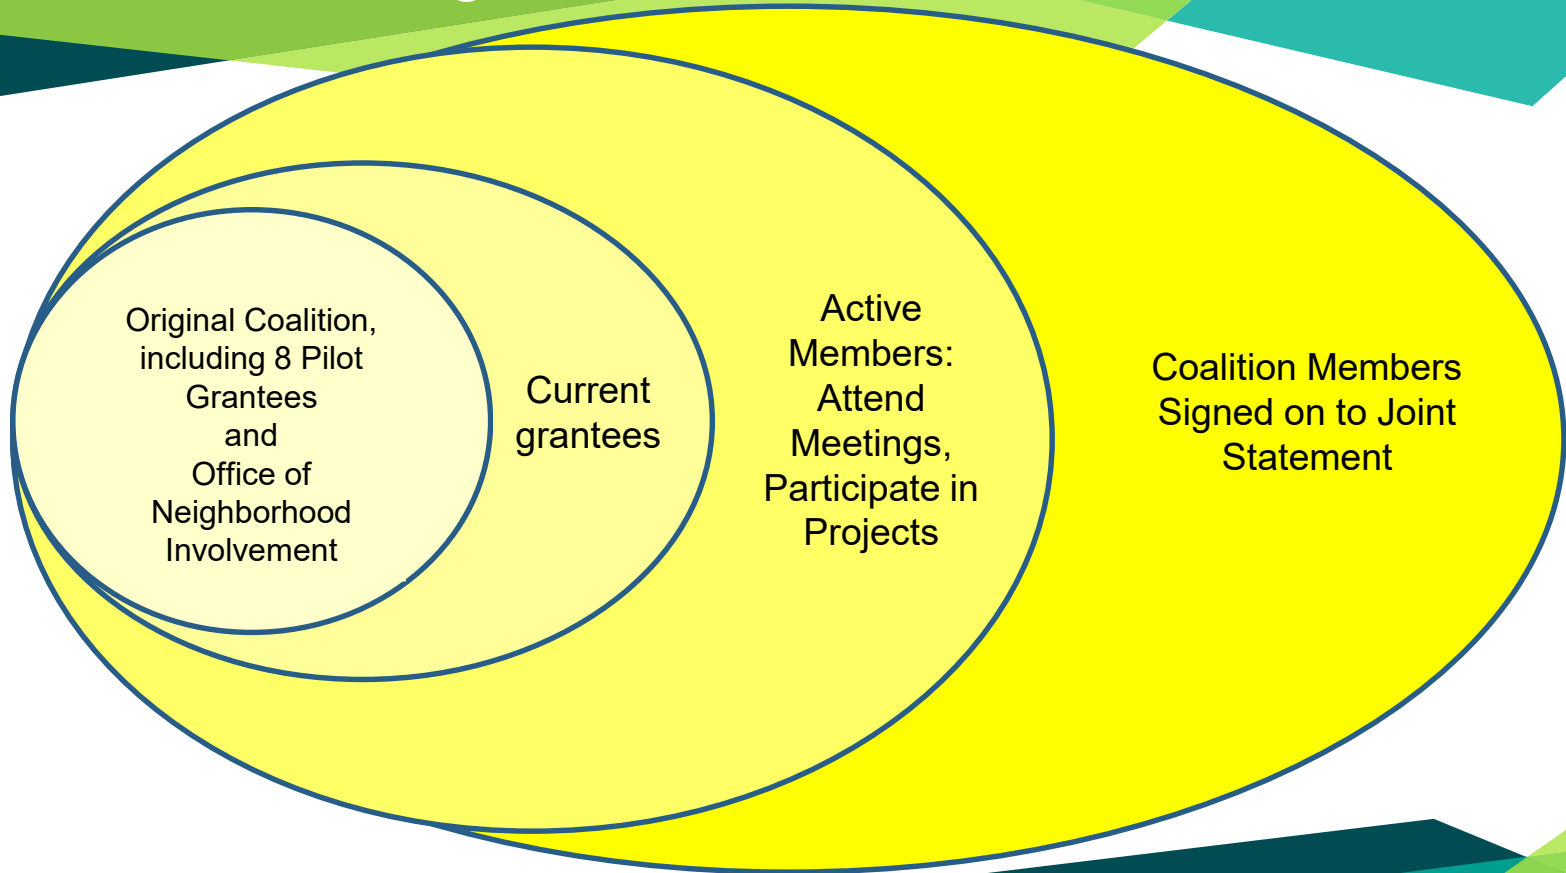 Original Coalition,
including 8 Pilot
Grantees
and
Office of
Neighborhood
Involvement
Current
grantees
Active
Members:
Attend
Meetings,
Participate in
Projects
Coalition Members
Signed on to Joint
Statement